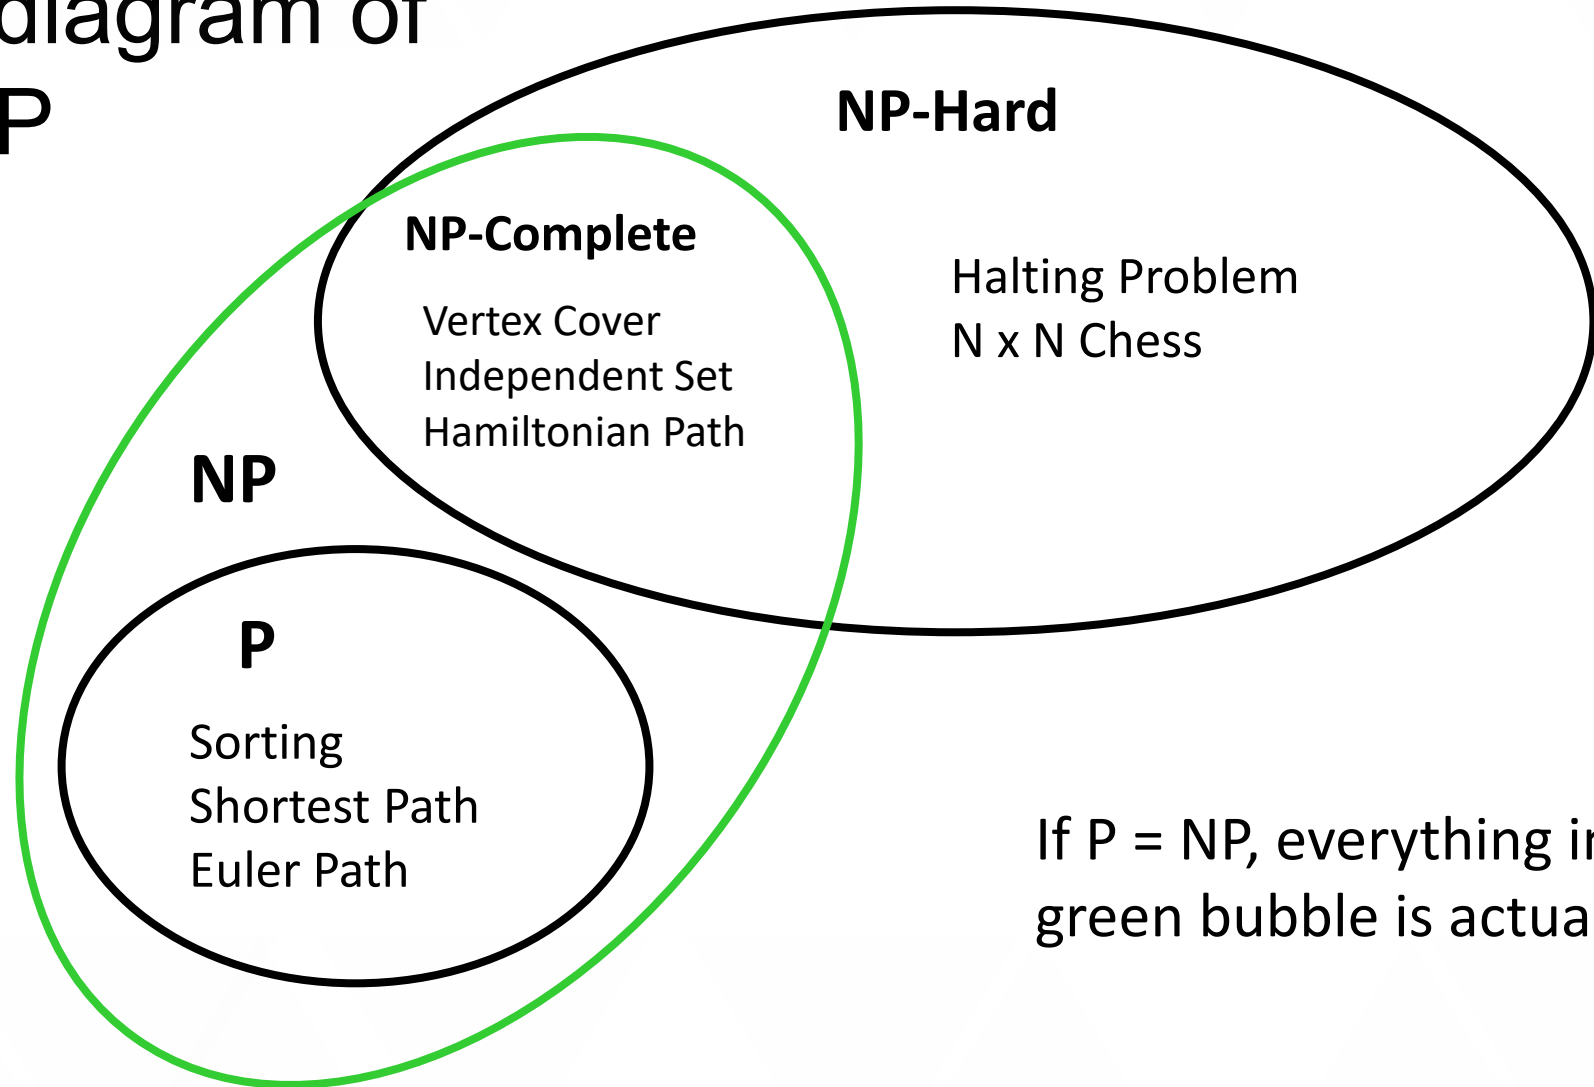 diagram of
P
NP-Hard
NP-Complete
Vertex Cover
Independent Set
Hamiltonian Path
Halting Problem
N x N Chess
NP
P
Sorting
Shortest Path
Euler Path
If P = NP, everything
green bubble is